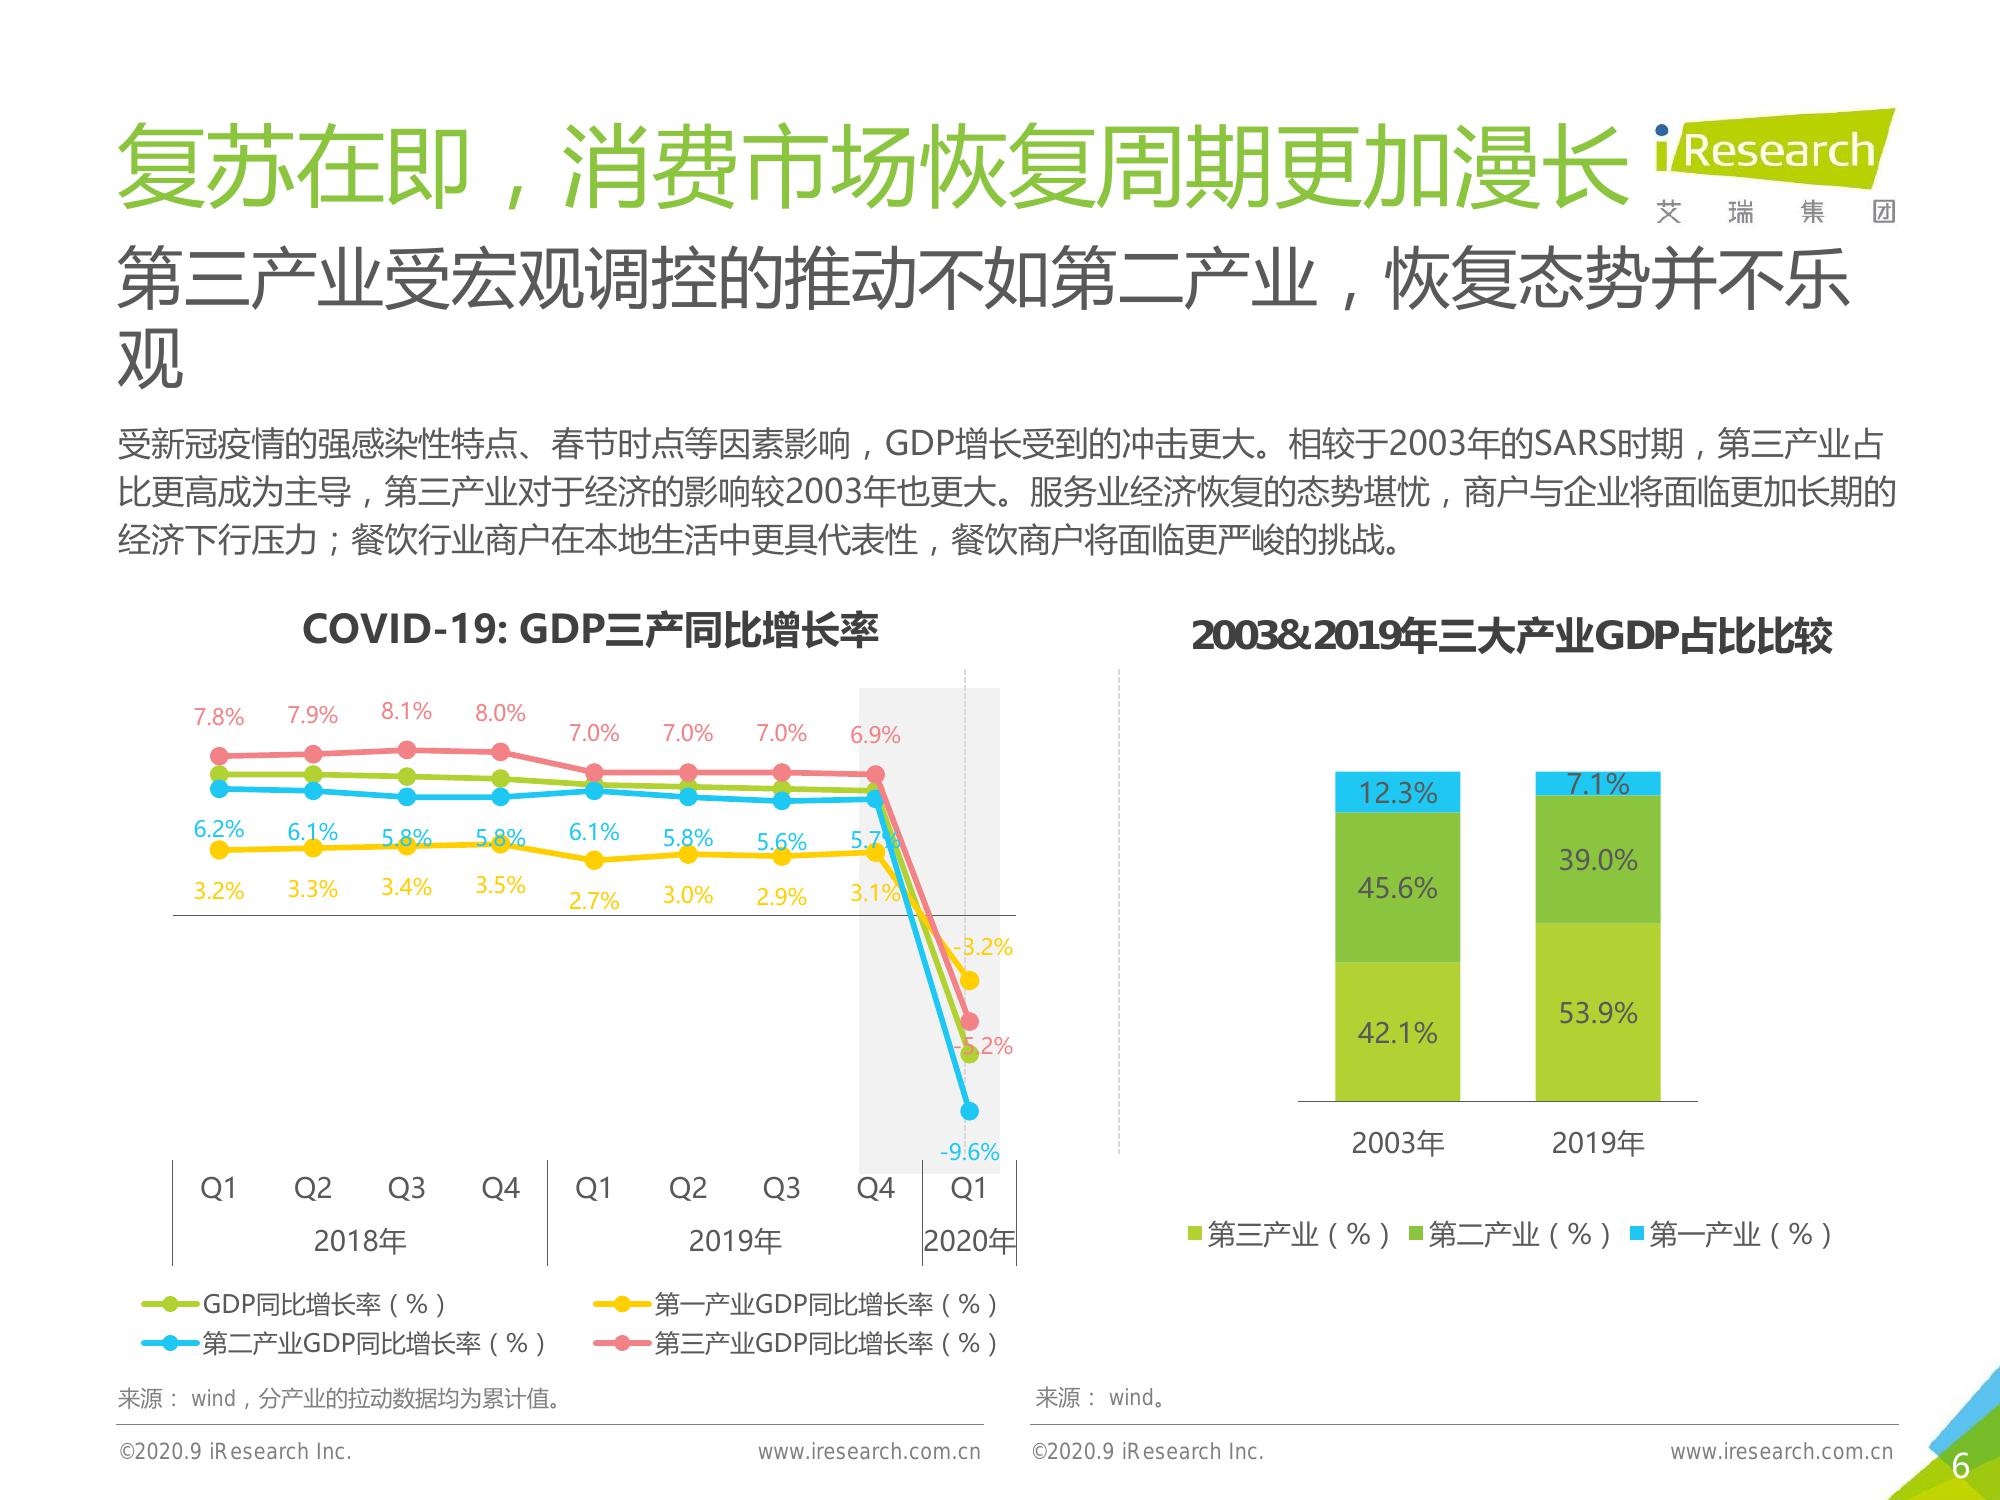 复苏在即，消费市场恢复周期更加漫长
iResearch
艾瑞集团
第三产业受宏观调控的推动不如第二产业，恢复态势并不乐
观
受新冠疫情的强感染性特点、春节时点等因素影响，GDP增长受到的冲击更大。相较于2003年的SARS时期，第三产业占
比更高成为主导，第三产业对于经济的影响较2003年也更大。服务业经济恢复的态势堪忧，商户与企业将面临更加长期的
经济下行压力；餐饮行业商户在本地生活中更具代表性，餐饮商户将面临更严峻的挑战。
COVID-19: GDP三产同比增长率
7.8% 7.9% 8.1% 8.0% 7.0% 7.0% 7.0% 6.9%
6.2% 6.1% 5.8% 5.8% 6.1% 5.8% 5.6% 5.7%
3.2% 3.3% 3.4% 3.5% 2.7% 3.0% 2.9% 3.1%
-3.2%
-5.2%
-9.6%
Q1 Q2 Q3 Q4 Q1 Q2 Q3 Q4 Q1
2018年 2019年 2020年
GDP同比增长率（%） 第一产业GDP同比增长率（%）
第二产业GDP同比增长率（%） 第三产业GDP同比增长率（%）
来源： wind，分产业的拉动数据均为累计值。
2003&2019年三大产业GDP占比比较
12.3% 7.1%
45.6% 39.0%
42.1% 53.9%
2003年 2019年
第三产业（%） 第二产业（%） 第一产业（%）
来源： wind。
©2020.9 iResearch Inc. www.iresearch.com.cn
©2020.9 iResearch Inc. www.iresearch.com.cn
6